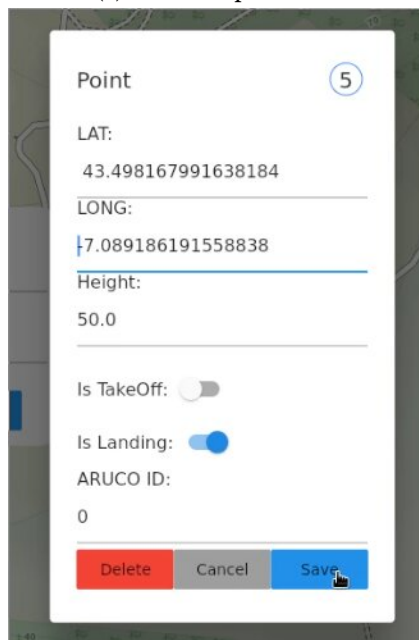 Point 5
LAT:
43.498167991638184
LONG:
-7.089186191558838
Height:
50.0
Is TakeOff:
Is Landing:
ARUCO ID:
0
Delete Cancel Save